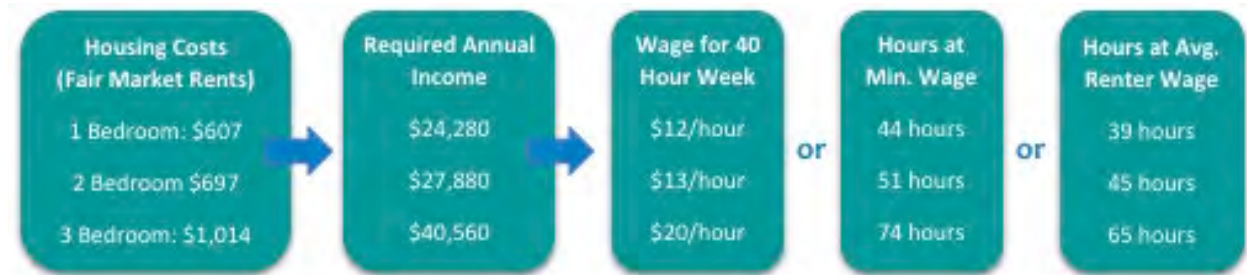 Housing Costs
(Fair Market Rents)
1 Bedroom: $607
2 Bedroom $697
3 Bedroom: $1,014
Required Annual
Income
$24,280
$27,880
$40,560
Wage for 40
Hour Week
$12/hour
$13/hour
$20/hour
or
Hours at
Min. Wage
44 hours
51 hours
74 hours
or
Hours at Avg.
Renter Wage
39 hours
45 hours
65 hours